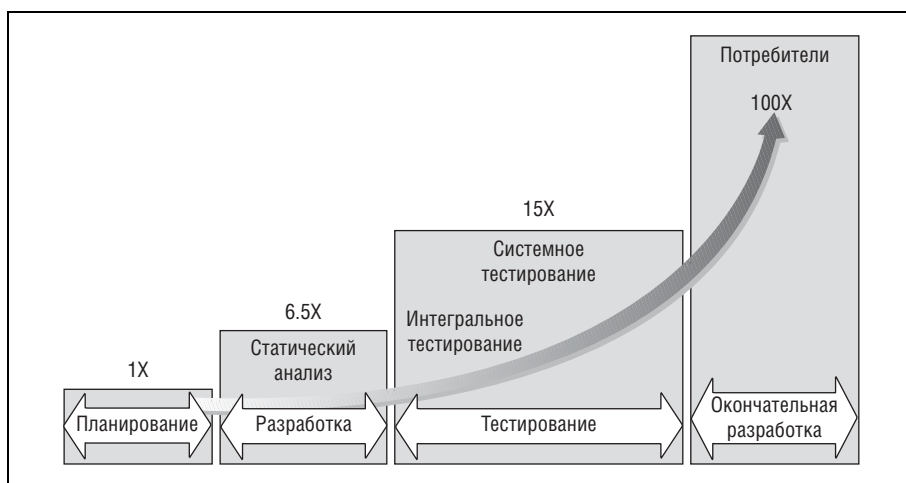 Потребители
100X
15X
Системное
тестирование
6.5X
Интегральное
тестирование
Статический
анализ
1X
Планирование
Разработка
Тестирование
Окончательная
разработка